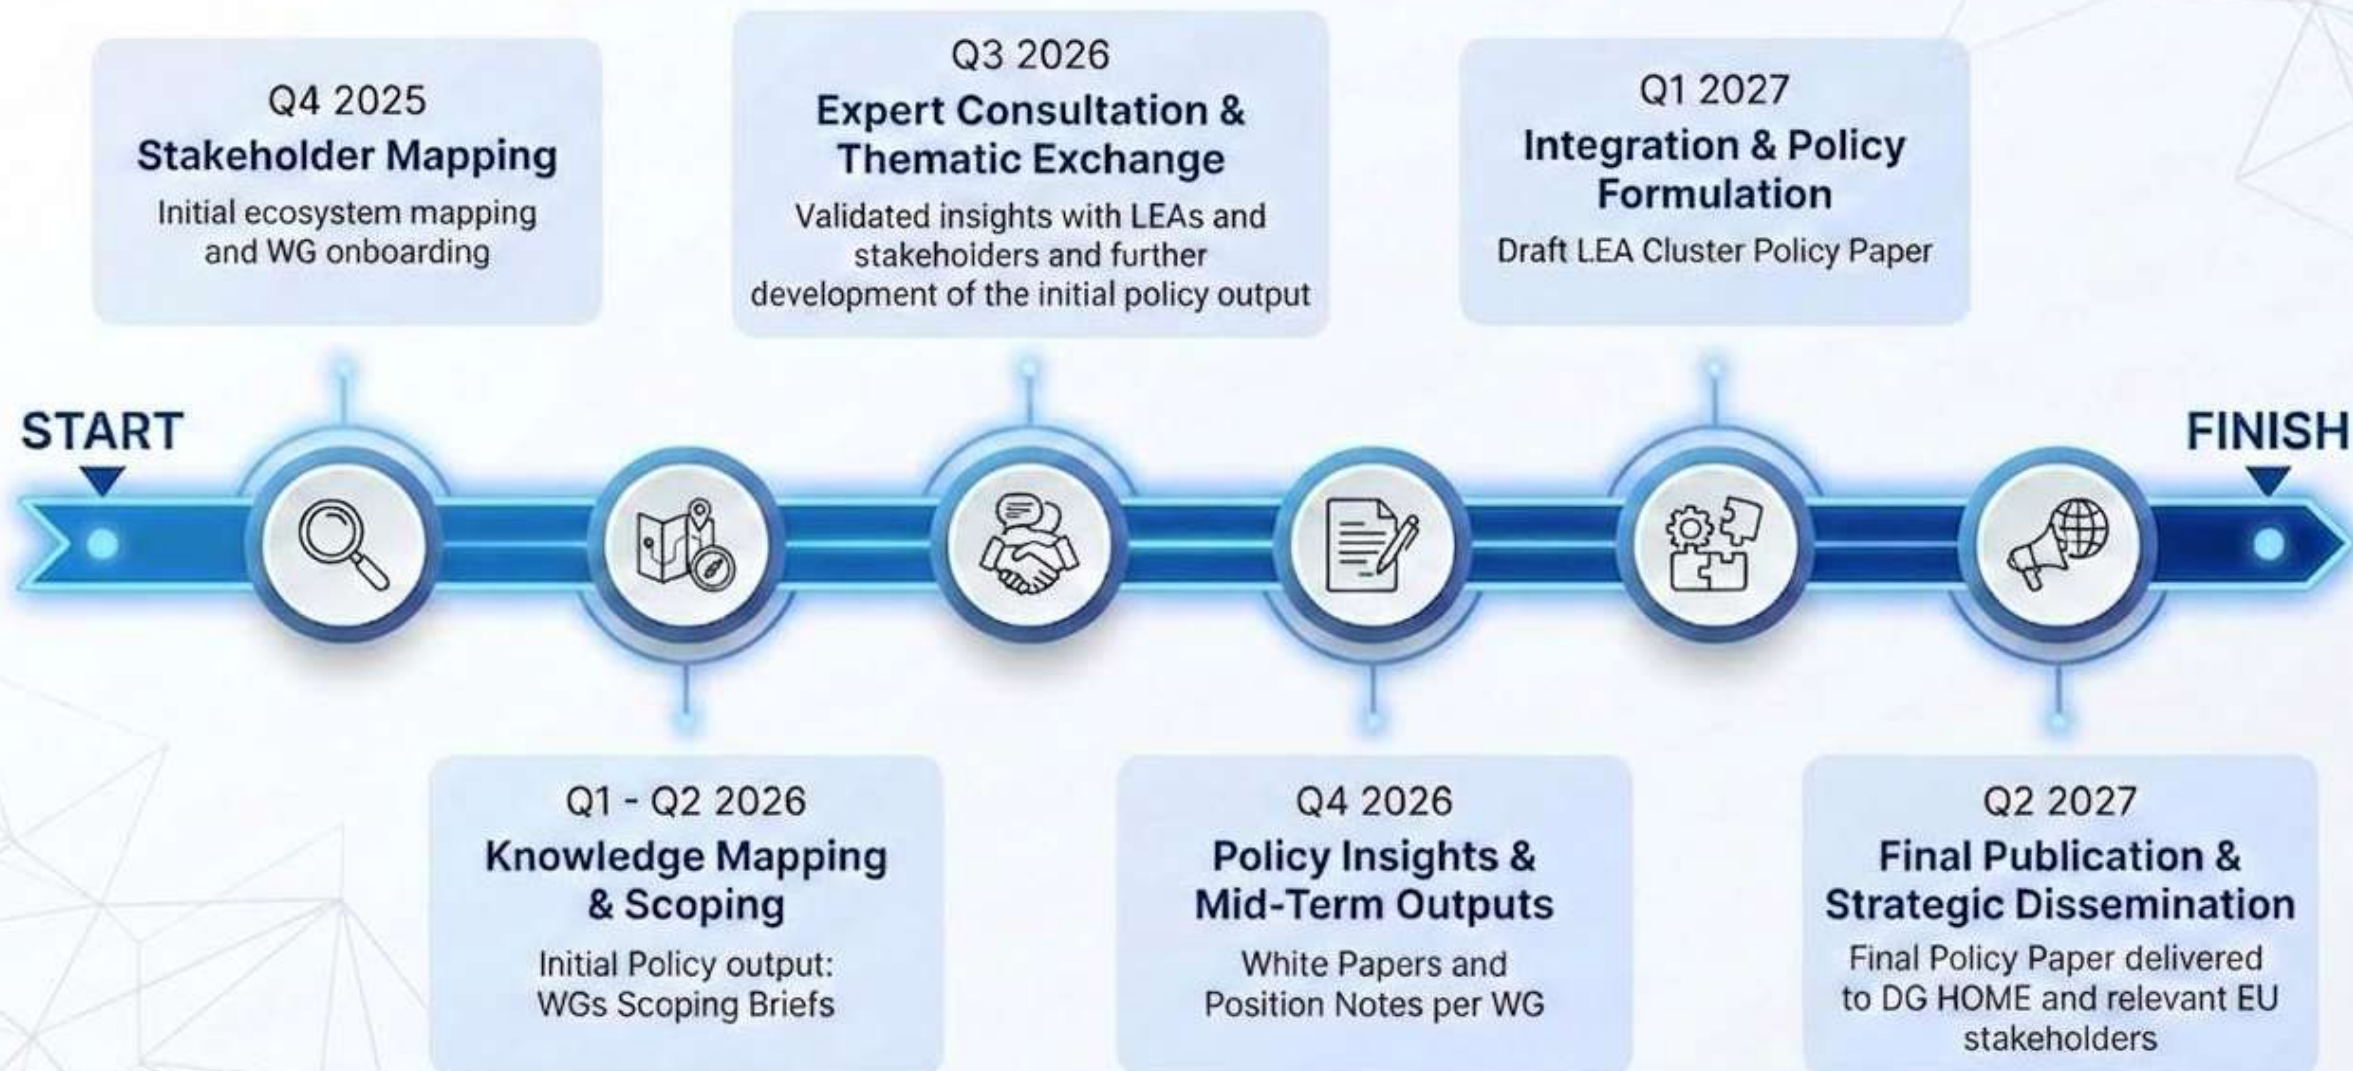 START
Q4 2025
Stakeholder Mapping
Initial ecosystem mapping
and WG onboarding
Q1 - Q2 2026
Knowledge Mapping
& Scoping
Initial Policy output:
WGs Scoping Briefs
Q3 2026
Expert Consultation &
Thematic Exchange
Validated insights with LEAs and
stakehoiders and further
development of the initial policy output
Q4 2026
Policy Insights &
Mid-Term Outputs
White Papers and
Position Notes per WG
Q1 2027
Integration & Policy
Formulation
Draft LEA Cluster Policy Paper
Q2 2027
Final Publication &
Strategic Dissemination
Final Policy Paper delivered
to DG HOME and relevant EU
stakeholders
FINISH